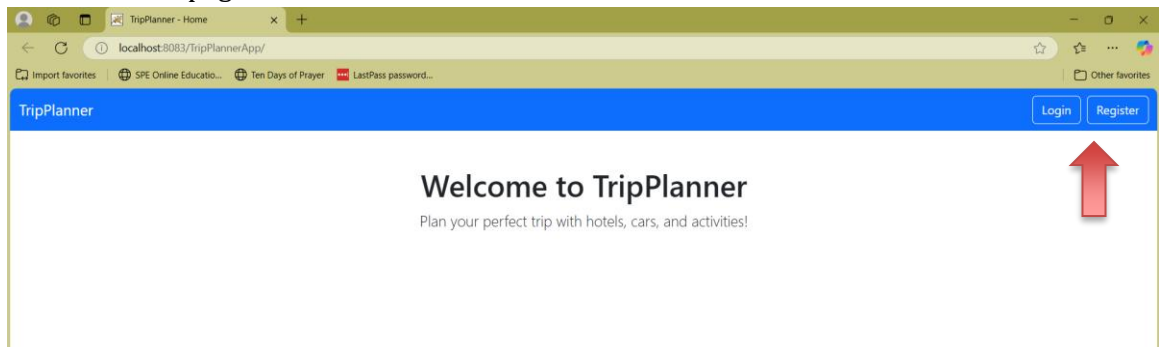 TripPlanner - Home
localhost:8083/TripPlannerApp/
Import favorites SPE Online Educatio... Ten Days of Prayer LastPass password... Other favorites
TripPlanner Login Register
Welcome to TripPlanner
Plan your perfect trip with hotels, cars, and activities!